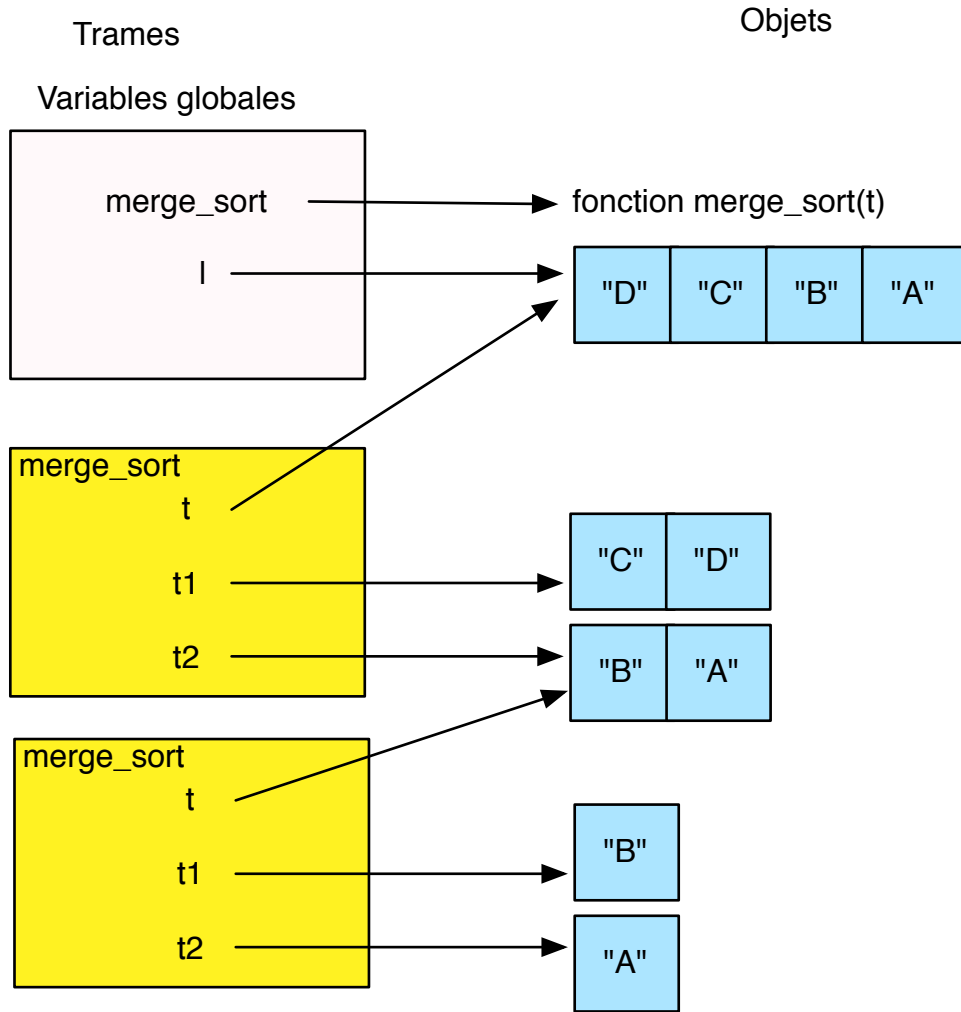 Trames
Objets
Variables globales
merge_sort
fonction merge_sort(t)
l
"D" "C" "B" "A"
merge_sort
t
t1
"C" "D"
t2
"B" "A"
merge_sort
t
t1
"B"
t2
"A"